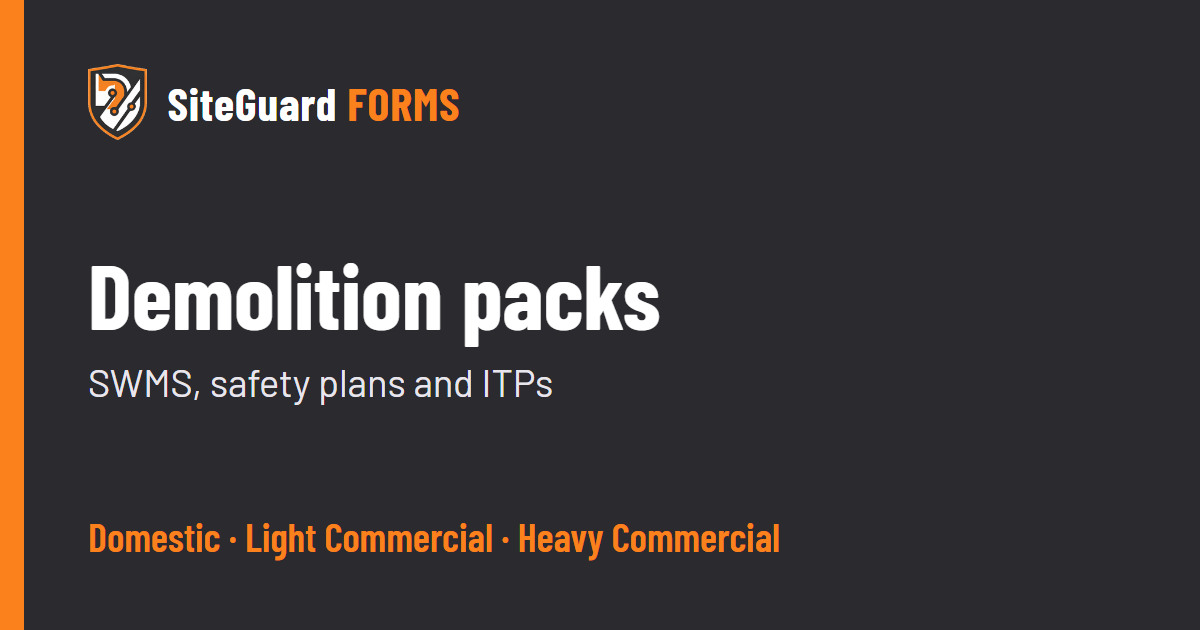 SiteGuard FORMS
Demolition packs
SWMS, safety plans and ITPs
Domestic · Light Commercial · Heavy Commercial